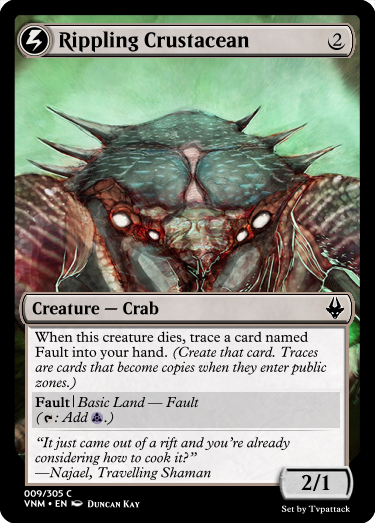 Rippling Crustacean 2
Creature — Crab
When this creature dies, trace a card named
Fault into your hand. (Create that card. Traces
are cards that become copies when they enter public
zones.)
Fault | Basic Land — Fault
(: Add .)
“It just came out of a rift and you’re already
considering how to cook it?”
—Najael, Travelling Shaman
2/1
009/305 C
VNM • EN Duncan Kay
Set by Tvpattack